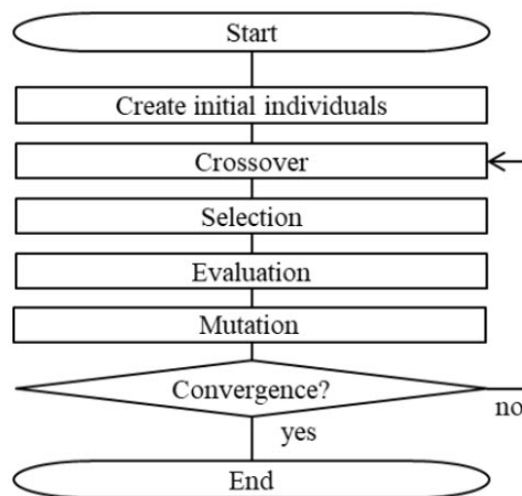 Start
Create initial individuals
Crossover
Selection
Evaluation
Mutation
Convergence?
no
yes
End